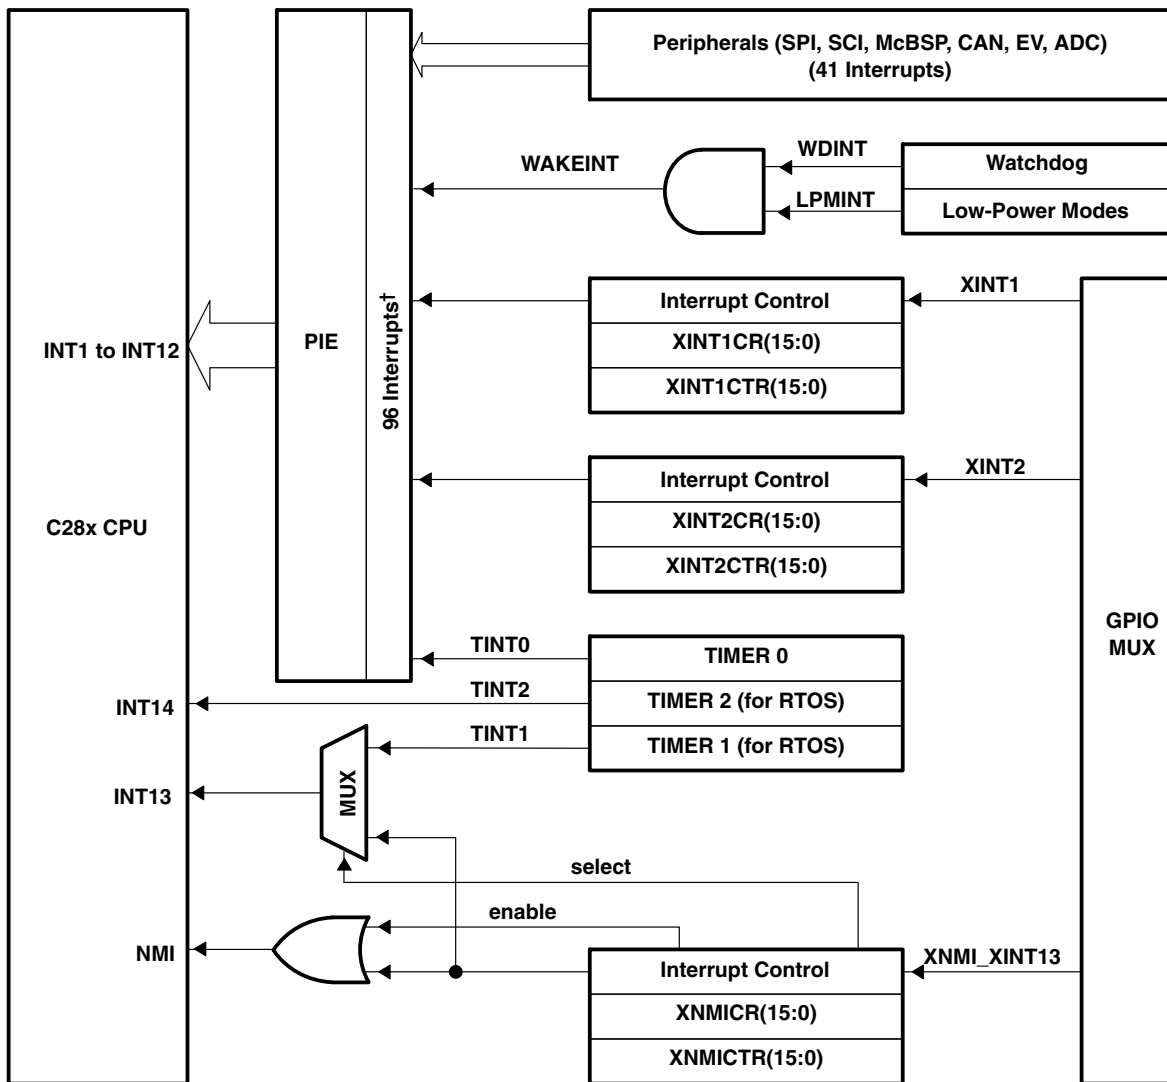 Peripherals (SPI, SCI, McBSP, CAN, EV, ADC)
(41 Interrupts)
WDINT
WAKEINT
Watchdog
LPMINT
Low-Power Modes
XINT1
Interrupt Control
96 Interrupts†
PIE
INT1 to INT12
XINT1CR(15:0)
XINT1CTR(15:0)
XINT2
Interrupt Control
C28x CPU
XINT2CR(15:0)
XINT2CTR(15:0)
GPIO
MUX
TINT0
TIMER 0
TINT2
INT14
TIMER 2 (for RTOS)
TINT1
TIMER 1 (for RTOS)
MUX
INT13
select
enable
NMI
XNMI_XINT13
Interrupt Control
XNMICR(15:0)
XNMICTR(15:0)